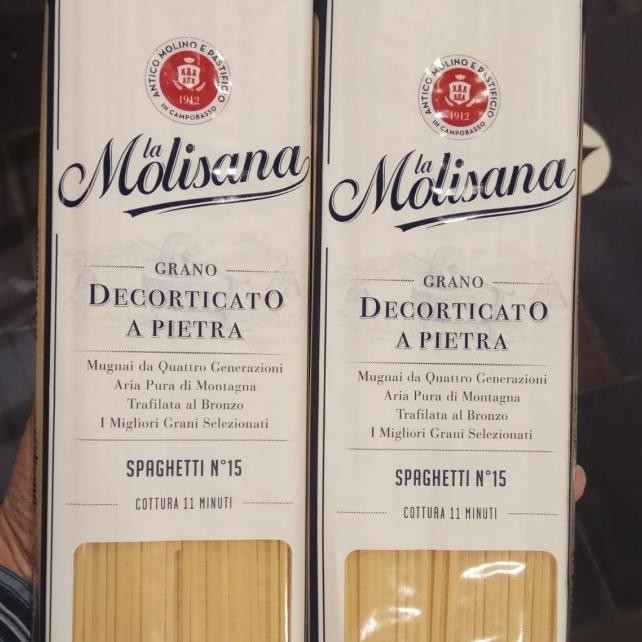 ANTICO MOLINO E PASTIFICIO
1912
IN CAMPOBASSO
la
Molisana
GRANO
DECORTICATO
A PIETRA
Mugnai da Quattro Generazioni
Aria Pura di Montagna
Trafilata al Bronzo
I Migliori Grani Selezionati
SPAGHETTI N°15
COTTURA 11 MINUTI
ANTICO MOLINO E PASTIFICIO
1912
IN CAMPOBASSO
la
Molisana
GRANO
DECORTICATO
A PIETRA
Mugnai da Quattro Generazioni
Aria Pura di Montagna
Trafilata al Bronzo
I Migliori Grani Selezionati
SPAGHETTI N°15
COTTURA 11 MINUTI